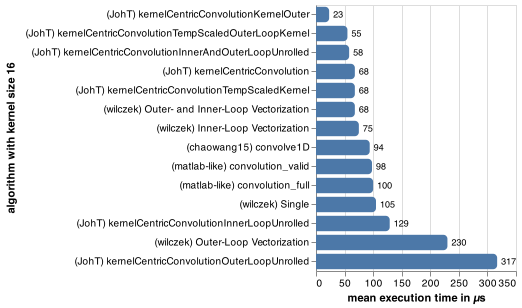 algorithm with kernel size 16
(JohT) kernelCentricConvolutionKernelOuter 23
(JohT) kernelCentricConvolutionTempScaledOuterLoopKernel 55
(JohT) kernelCentricConvolutionInnerAndOuterLoopUnrolled 58
(JohT) kernelCentricConvolution 68
(JohT) kernelCentricConvolutionTempScaledKernel 68
(wilczek) Outer- and Inner-Loop Vectorization 68
(wilczek) Inner-Loop Vectorization 75
(chaowang15) convolve1D 94
(matlab-like) convolution_valid 98
(matlab-like) convolution_full 100
(wilczek) Single 105
(JohT) kernelCentricConvolutionInnerLoopUnrolled 129
(wilczek) Outer-Loop Vectorization 230
(JohT) kernelCentricConvolutionOuterLoopUnrolled 317
0 50 100 150 200 250 300 350
mean execution time in µs